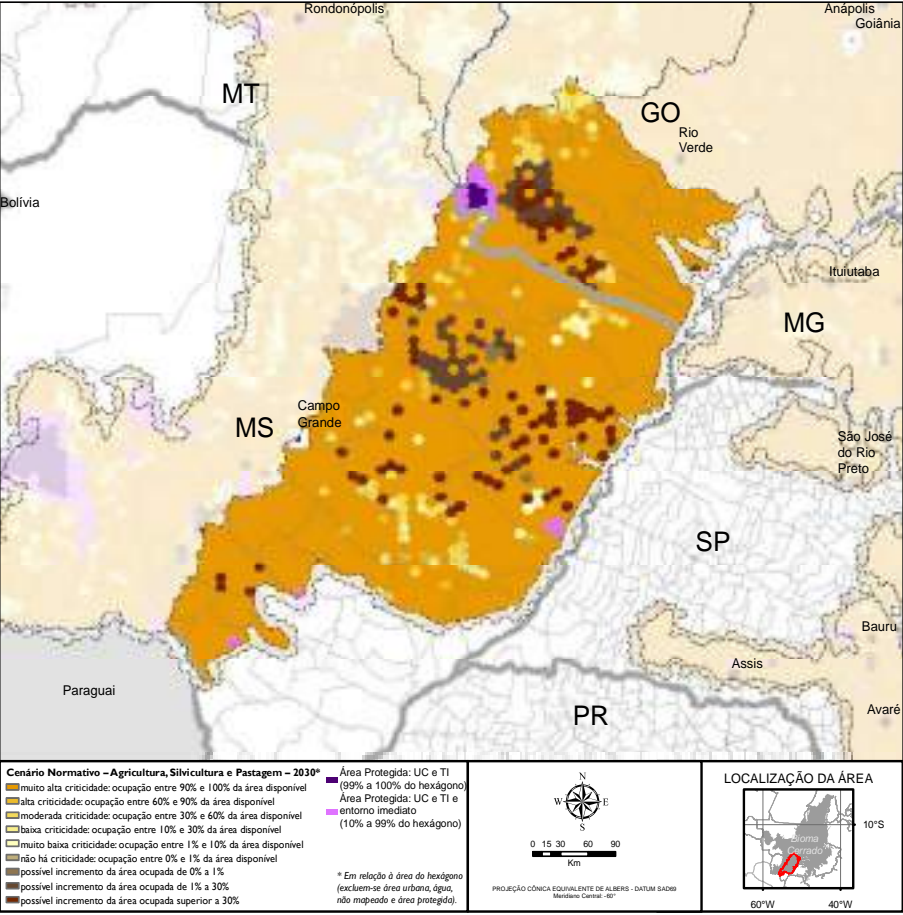 Rondonópolis
Anápolis
Goiânia
MT
GO
Rio
Verde
Bolívia
Ituiutaba
MG
Campo
Grande
MS
São José
do Rio
Preto
SP
Bauru
Assis
Paraguai
Avaré
PR
Cenário Normativo – Agricultura, Silvicultura e Pastagem – 2030*
muito alta criticidade: ocupação entre 90% e 100% da área disponível
alta criticidade: ocupação entre 60% e 90% da área disponível
moderada criticidade: ocupação entre 30% e 60% da área disponível
baixa criticidade: ocupação entre 10% e 30% da área disponível
muito baixa criticidade: ocupação entre 1% e 10% da área disponível
não há criticidade: ocupação entre 0% e 1% da área disponível
possível incremento da área ocupada de 0% a 1%
possível incremento da área ocupada de 1% a 30%
possível incremento da área ocupada superior a 30%
Área Protegida: UC e TI
(99% a 100% do hexágono)
Área Protegida: UC e TI e
entorno imediato
(10% a 99% do hexágono)
* Em relação à área do hexágono
(excluem-se área urbana, água,
não mapeado e área protegida).
N
W E
S
0 15 30 60 90
Km
PROJEÇÃO CÔNICA EQUIVALENTE DE ALBERS - DATUM SAD69
Meridiano Central: -60°
LOCALIZAÇÃO DA ÁREA
10°S
Bioma
Cerrado
60°W 40°W